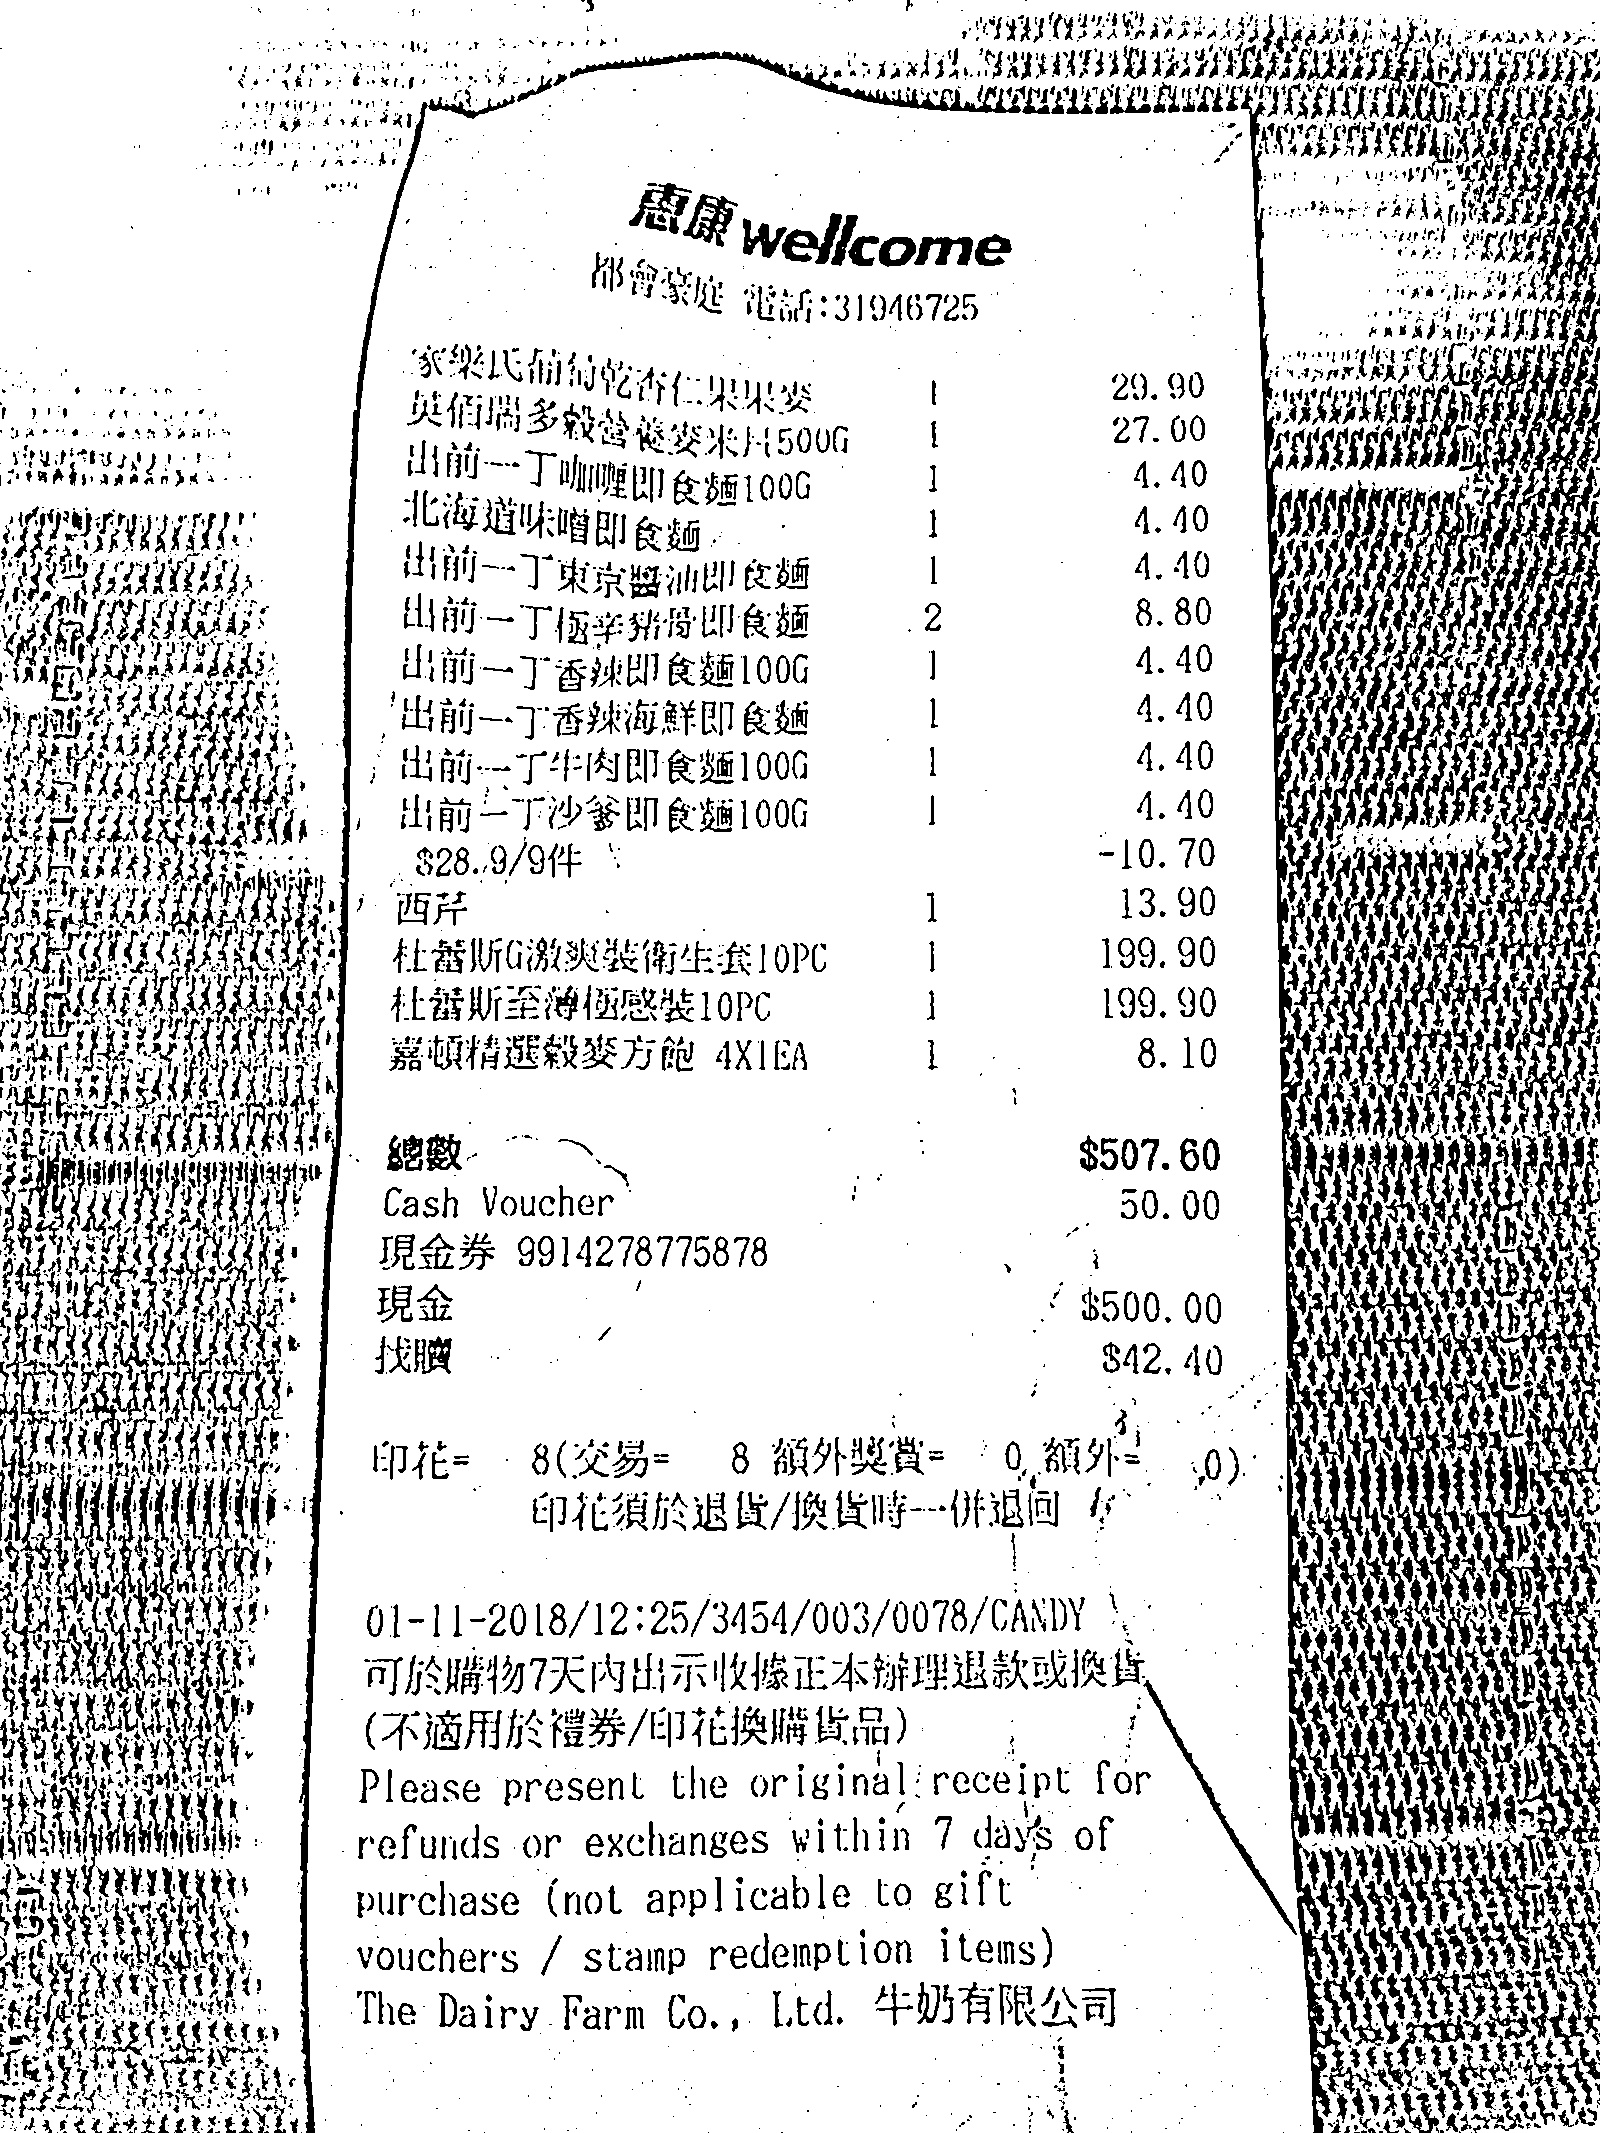 惠康 wellcome
都會豪庭 電話:31946725
家樂氏葡萄乾杏仁果果麥 1 29.90
英佰瑞多穀營養麥米片500G 1 27.00
出前一丁咖喱即食麵100G 1 4.40
北海道味噌即食麵 1 4.40
出前一丁東京醬油即食麵 1 4.40
出前一丁極辛豬骨即食麵 2 8.80
出前一丁香辣即食麵100G 1 4.40
出前一丁香辣海鮮即食麵 1 4.40
出前一丁牛肉即食麵100G 1 4.40
出前一丁沙爹即食麵100G 1 4.40
$28.9/9件 -10.70
西芹 1 13.90
杜蕾斯G激爽裝衛生套10PC 1 199.90
杜蕾斯至薄極感裝10PC 1 199.90
嘉頓精選穀麥方飽 4X1EA 1 8.10
總數 $507.60
Cash Voucher 50.00
現金券 9914278775878
現金 $500.00
找贖 $42.40
印花= 8(交易= 8 額外獎賞= 0 額外= 0)
印花須於退貨/換貨時一併退回
01-11-2018/12:25/3454/003/0078/CANDY
可於購物7天內出示收據正本辦理退款或換貨
(不適用於禮券/印花換購貨品)
Please present the original receipt for
refunds or exchanges within 7 days of
purchase (not applicable to gift
vouchers / stamp redemption items)
The Dairy Farm Co., Ltd. 牛奶有限公司